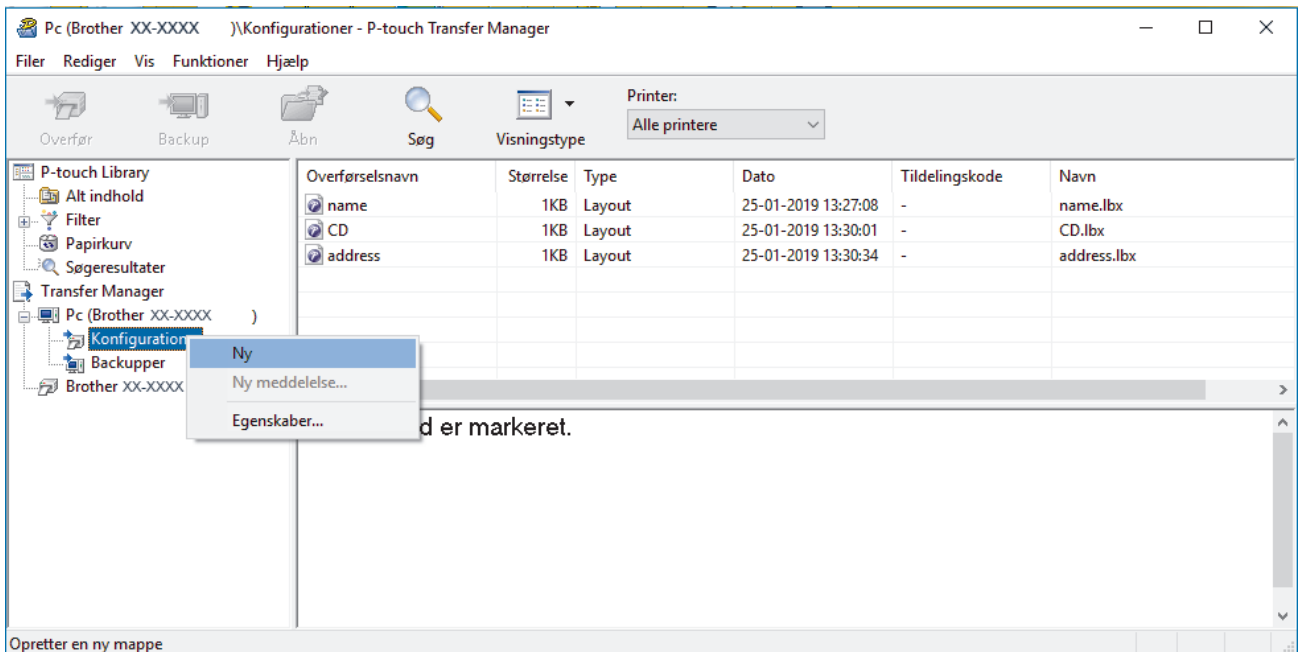 Pc (Brother XX-XXXX )\Konfigurationer - P-touch Transfer Manager
Filer Rediger Vis Funktioner Hjælp
Overfør Backup Åbn Søg Visningstype
Printer:
Alle printere
P-touch Library
Alt indhold
Filter
Papirkurv
Søgeresultater
Transfer Manager
Pc (Brother XX-XXXX )
Backupper
Brother XX-XXXX
Ny
Ny meddelelse...
Egenskaber...
Overførselsnavn Størrelse Type Dato Tildelingskode Navn
name 1KB Layout 25-01-2019 13:27:08 - name.lbx
CD 1KB Layout 25-01-2019 13:30:01 - CD.lbx
address 1KB Layout 25-01-2019 13:30:34 - address.lbx
er markeret.
Opretter en ny mappe